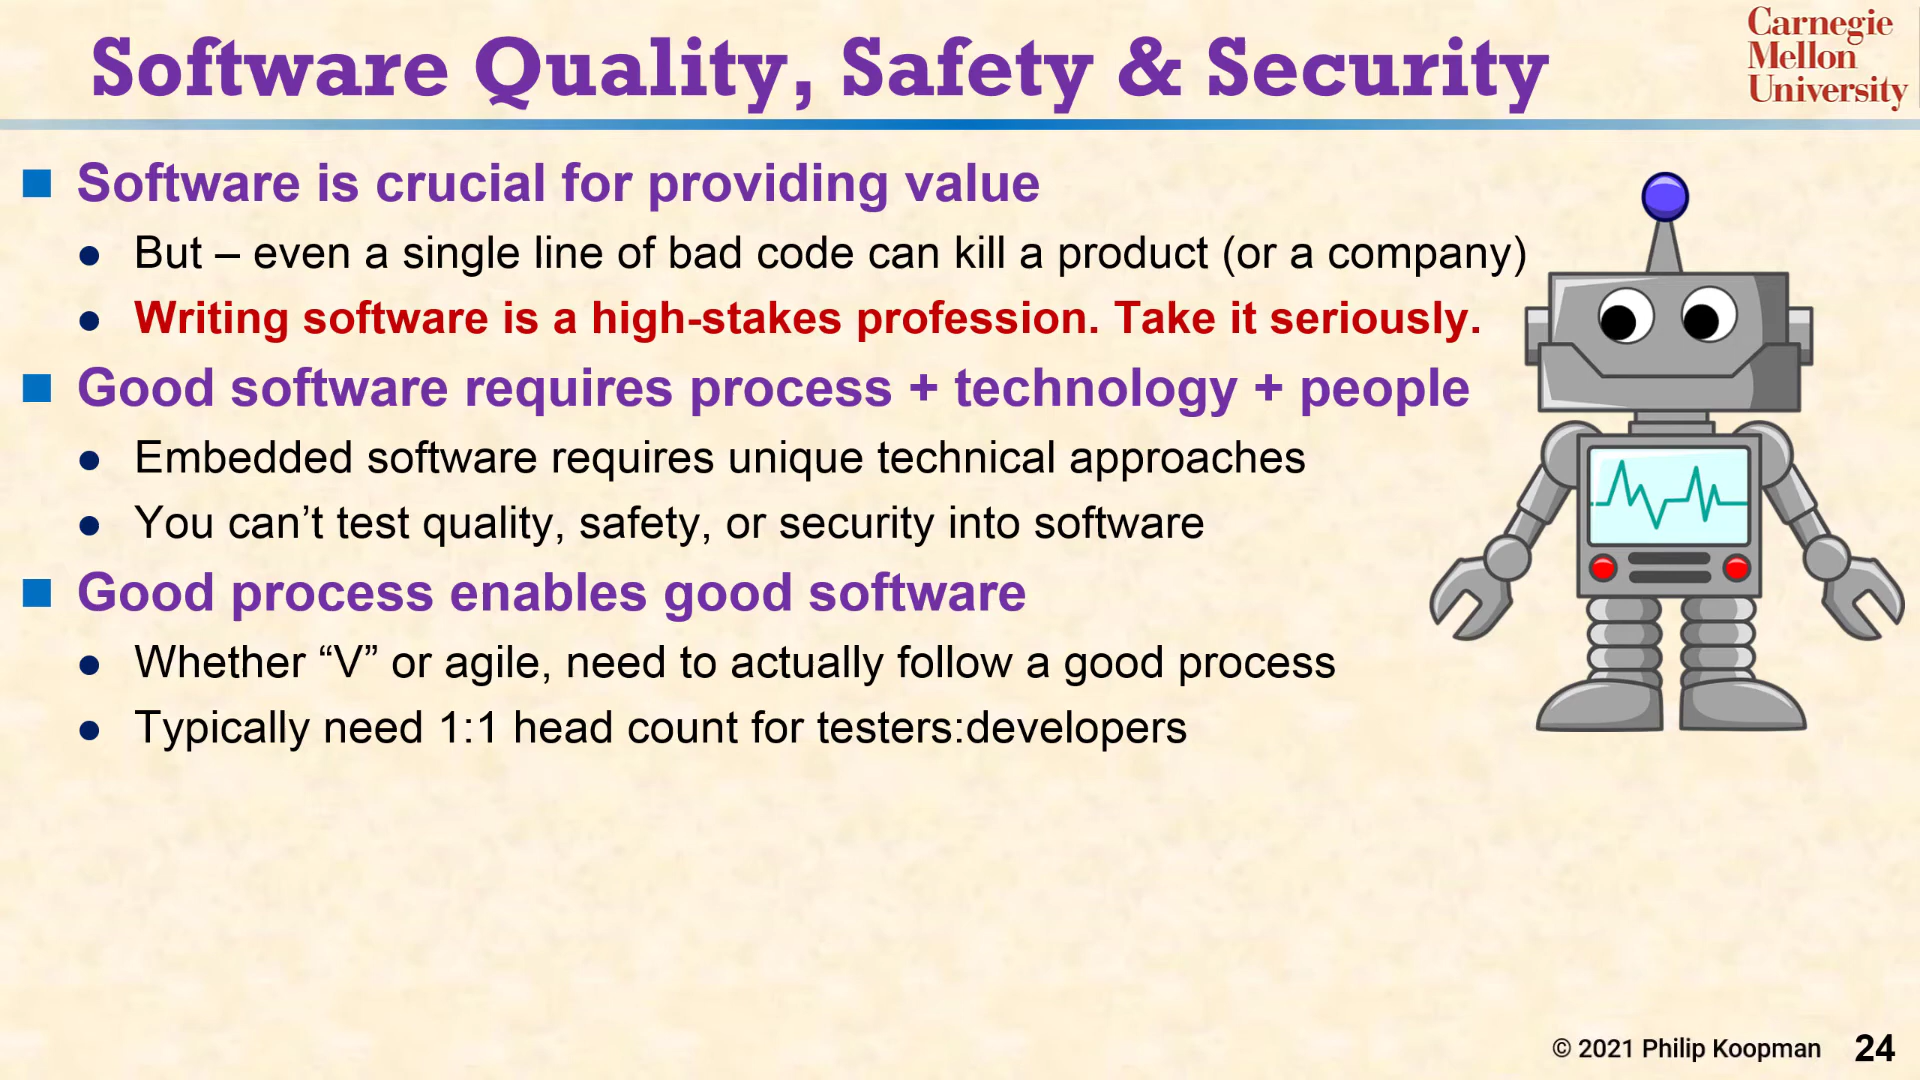 Software Quality, Safety & Security
Carnegie
Mellon
University
Software is crucial for providing value
But – even a single line of bad code can kill a product (or a company)
Writing software is a high-stakes profession. Take it seriously.
Good software requires process + technology + people
Embedded software requires unique technical approaches
You can’t test quality, safety, or security into software
Good process enables good software
Whether “V” or agile, need to actually follow a good process
Typically need 1:1 head count for testers:developers
© 2021 Philip Koopman 24